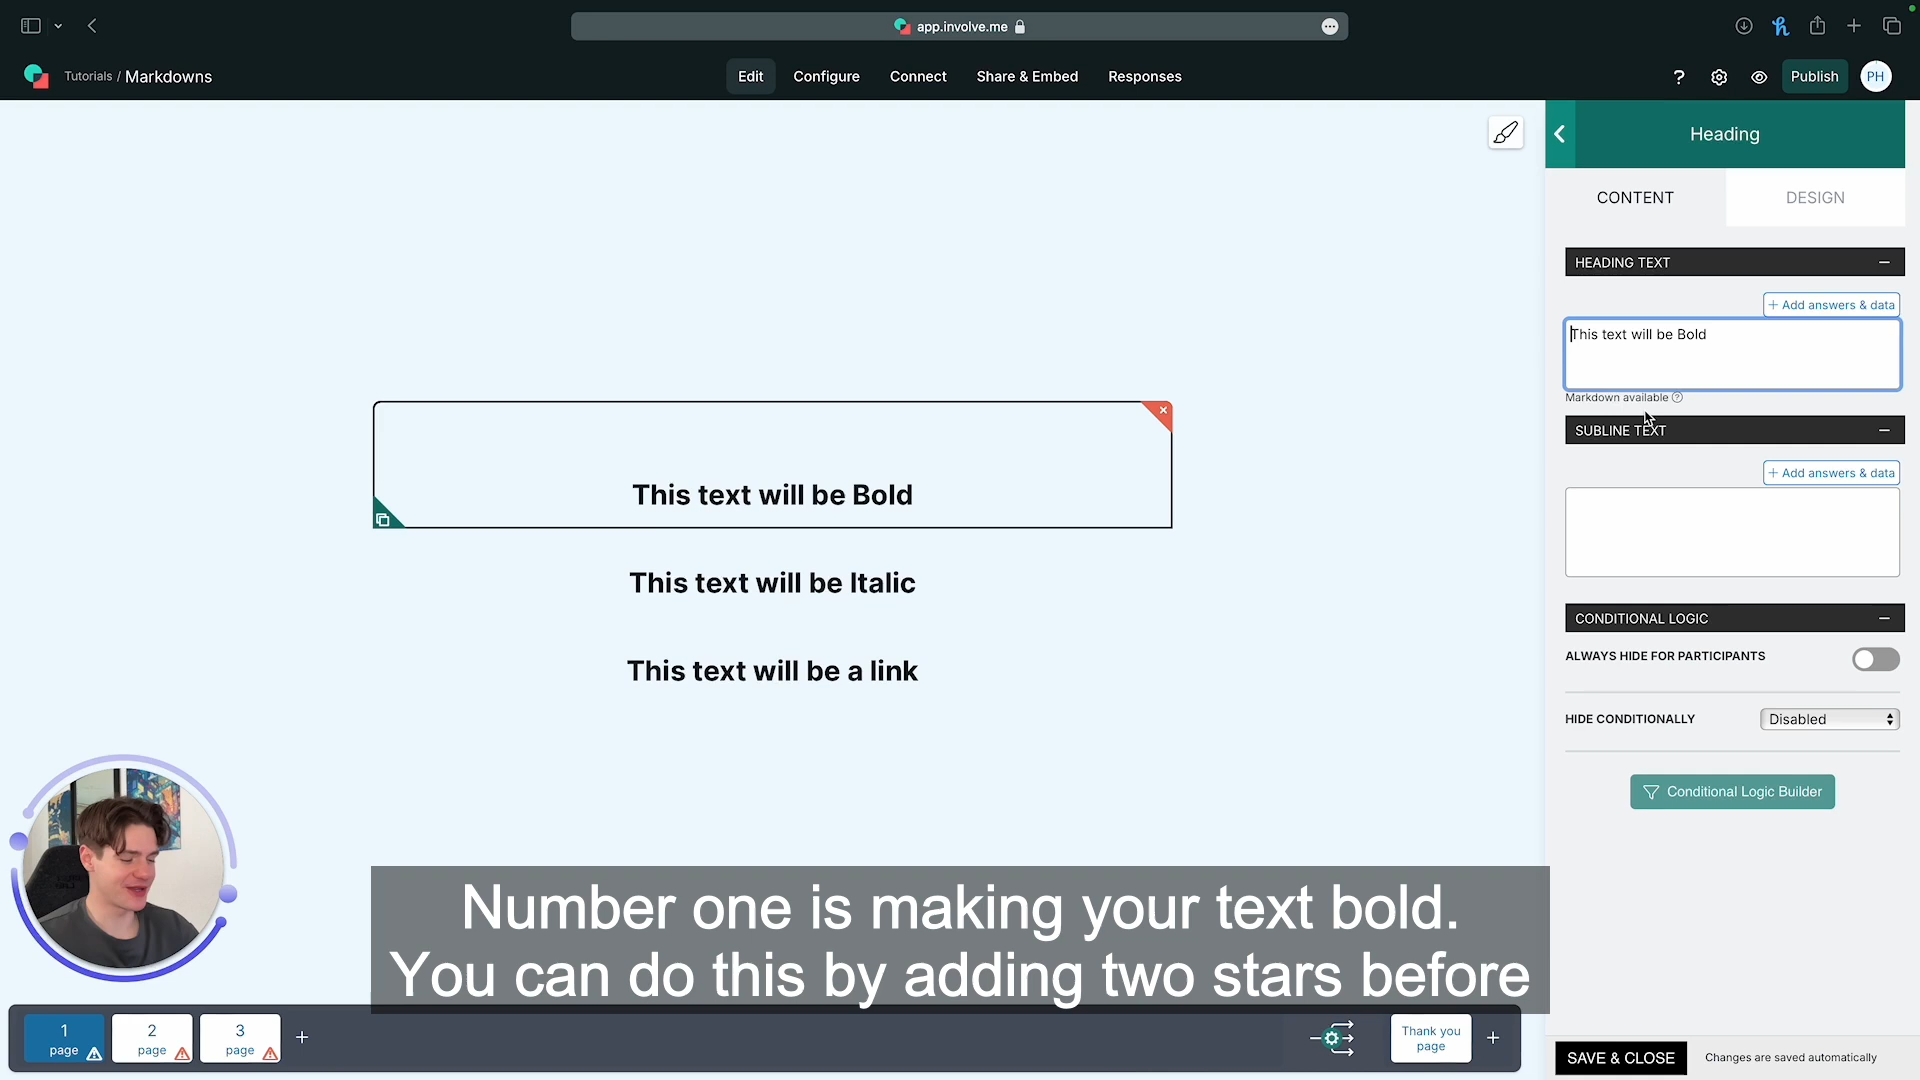 app.involve.me
Tutorials / Markdowns
Edit
Configure
Connect
Share & Embed
Responses
?
Publish
PH
Heading
CONTENT
DESIGN
HEADING TEXT
+ Add answers & data
This text will be Bold
Markdown available
SUBLINE TEXT
+ Add answers & data
CONDITIONAL LOGIC
ALWAYS HIDE FOR PARTICIPANTS
HIDE CONDITIONALLY
Disabled
Conditional Logic Builder
This text will be Bold
This text will be Italic
This text will be a link
Number one is making your text bold.
You can do this by adding two stars before
1
page
2
page
3
page
+
Thank you
page
+
SAVE & CLOSE
Changes are saved automatically